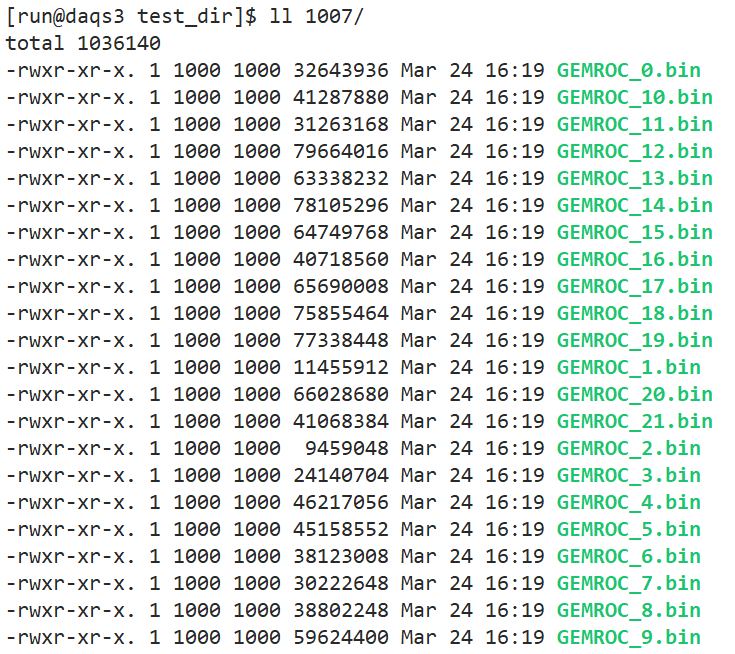 [run@daqs3 test_dir]$ ll 1007/
total 1036140
-rwxr-xr-x. 1 1000 1000 32643936 Mar 24 16:19 GEMROC_0.bin
-rwxr-xr-x. 1 1000 1000 41287880 Mar 24 16:19 GEMROC_10.bin
-rwxr-xr-x. 1 1000 1000 31263168 Mar 24 16:19 GEMROC_11.bin
-rwxr-xr-x. 1 1000 1000 79664016 Mar 24 16:19 GEMROC_12.bin
-rwxr-xr-x. 1 1000 1000 63338232 Mar 24 16:19 GEMROC_13.bin
-rwxr-xr-x. 1 1000 1000 78105296 Mar 24 16:19 GEMROC_14.bin
-rwxr-xr-x. 1 1000 1000 64749768 Mar 24 16:19 GEMROC_15.bin
-rwxr-xr-x. 1 1000 1000 40718560 Mar 24 16:19 GEMROC_16.bin
-rwxr-xr-x. 1 1000 1000 65690008 Mar 24 16:19 GEMROC_17.bin
-rwxr-xr-x. 1 1000 1000 75855464 Mar 24 16:19 GEMROC_18.bin
-rwxr-xr-x. 1 1000 1000 77338448 Mar 24 16:19 GEMROC_19.bin
-rwxr-xr-x. 1 1000 1000 11455912 Mar 24 16:19 GEMROC_1.bin
-rwxr-xr-x. 1 1000 1000 66028680 Mar 24 16:19 GEMROC_20.bin
-rwxr-xr-x. 1 1000 1000 41068384 Mar 24 16:19 GEMROC_21.bin
-rwxr-xr-x. 1 1000 1000  9459048 Mar 24 16:19 GEMROC_2.bin
-rwxr-xr-x. 1 1000 1000 24140704 Mar 24 16:19 GEMROC_3.bin
-rwxr-xr-x. 1 1000 1000 46217056 Mar 24 16:19 GEMROC_4.bin
-rwxr-xr-x. 1 1000 1000 45158552 Mar 24 16:19 GEMROC_5.bin
-rwxr-xr-x. 1 1000 1000 38123008 Mar 24 16:19 GEMROC_6.bin
-rwxr-xr-x. 1 1000 1000 30222648 Mar 24 16:19 GEMROC_7.bin
-rwxr-xr-x. 1 1000 1000 38802248 Mar 24 16:19 GEMROC_8.bin
-rwxr-xr-x. 1 1000 1000 59624400 Mar 24 16:19 GEMROC_9.bin